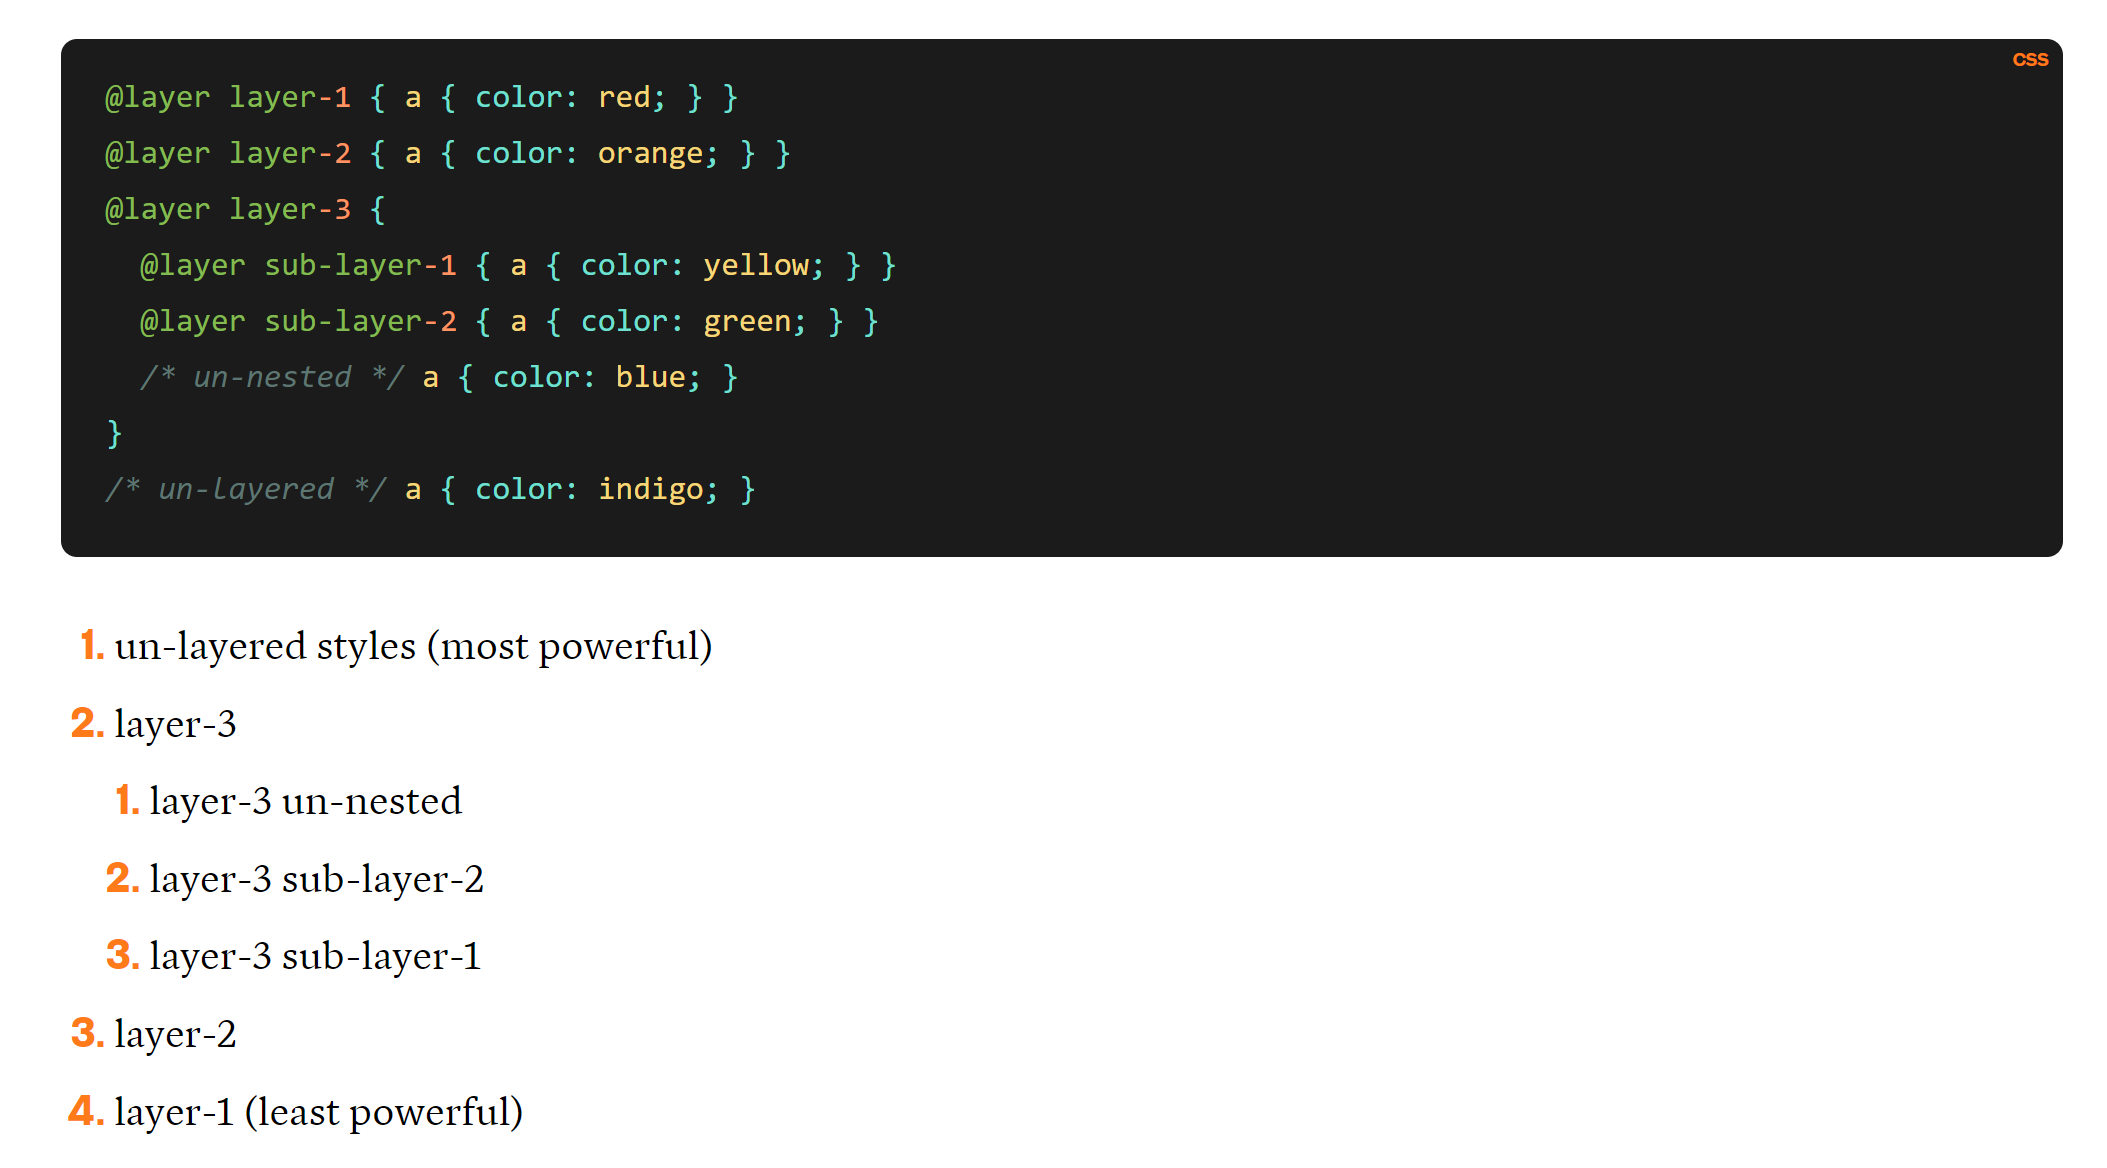 CSS
@layer layer-1 { a { color: red; } }
@layer layer-2 { a { color: orange; } }
@layer layer-3 {
  @layer sub-layer-1 { a { color: yellow; } }
  @layer sub-layer-2 { a { color: green; } }
  /* un-nested */ a { color: blue; }
}
/* un-layered */ a { color: indigo; }
1. un-layered styles (most powerful)
2. layer-3
1. layer-3 un-nested
2. layer-3 sub-layer-2
3. layer-3 sub-layer-1
3. layer-2
4. layer-1 (least powerful)